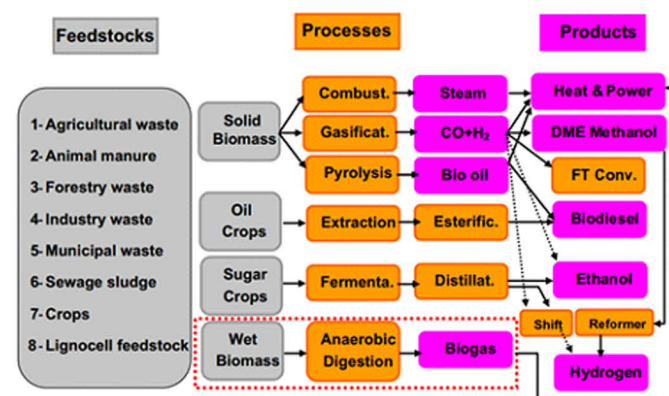 Feedstocks
Processes
Products
1- Agricultural waste
2- Animal manure
3- Forestry waste
4- Industry waste
5- Municipal waste
6- Sewage sludge
7- Crops
8- Lignocell feedstock
Solid
Biomass
Combust.
Steam
Heat & Power
Gasificat.
CO+H₂
DME Methanol
Pyrolysis
Bio oil
FT Conv.
Oil
Crops
Extraction
Esterific.
Biodiesel
Sugar
Crops
Fermenta.
Distillat.
Ethanol
Shift
Reformer
Wet
Biomass
Anaerobic
Digestion
Biogas
Hydrogen